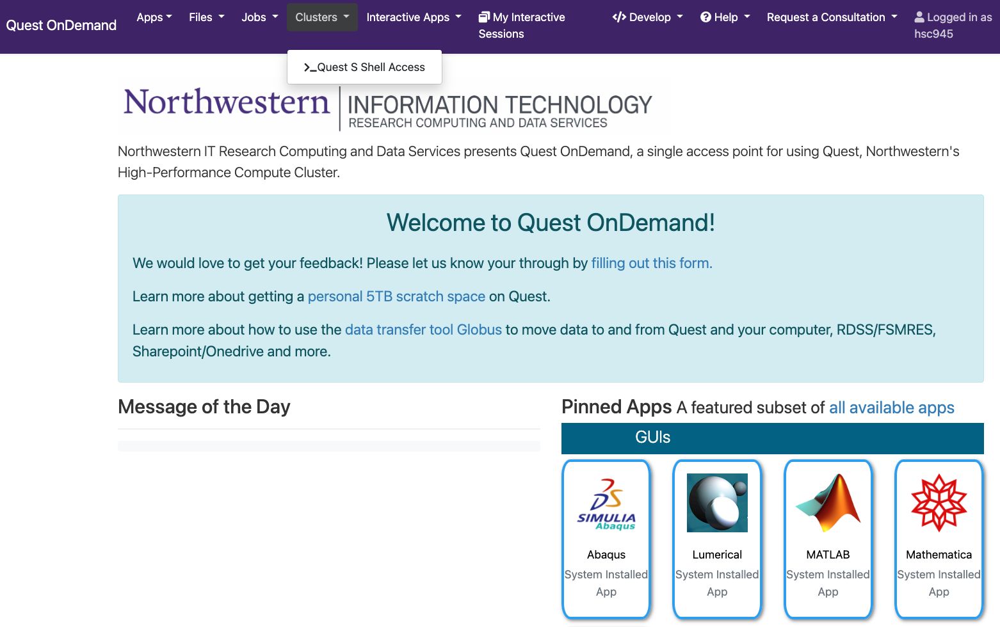 Quest OnDemand
Apps
Files
Jobs
Clusters
Interactive Apps
My Interactive
Sessions
Develop
Help
Request a Consultation
Logged in as
hsc945
>_Quest S Shell Access
Northwestern
INFORMATION TECHNOLOGY
RESEARCH COMPUTING AND DATA SERVICES
Northwestern IT Research Computing and Data Services presents Quest OnDemand, a single access point for using Quest, Northwestern's
High-Performance Compute Cluster.
Welcome to Quest OnDemand!
We would love to get your feedback! Please let us know your through by filling out this form.
Learn more about getting a personal 5TB scratch space on Quest.
Learn more about how to use the data transfer tool Globus to move data to and from Quest and your computer, RDSS/FSMRES,
Sharepoint/Onedrive and more.
Message of the Day
Pinned Apps A featured subset of all available apps
GUIs
SIMULIA
Abaqus
Abaqus
System Installed
App
Lumerical
System Installed
App
MATLAB
System Installed
App
Mathematica
System Installed
App